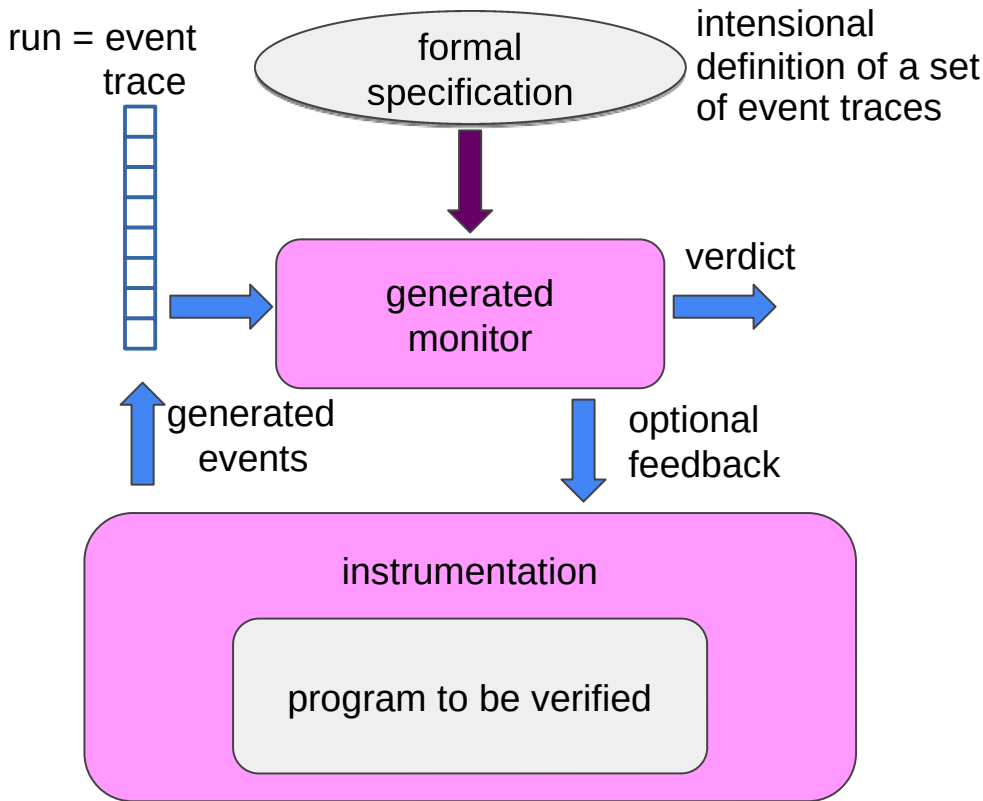 run = event
trace
formal
specification
intensional
definition of a set
of event traces
generated
monitor
verdict
generated
events
optional
feedback
instrumentation
program to be verified